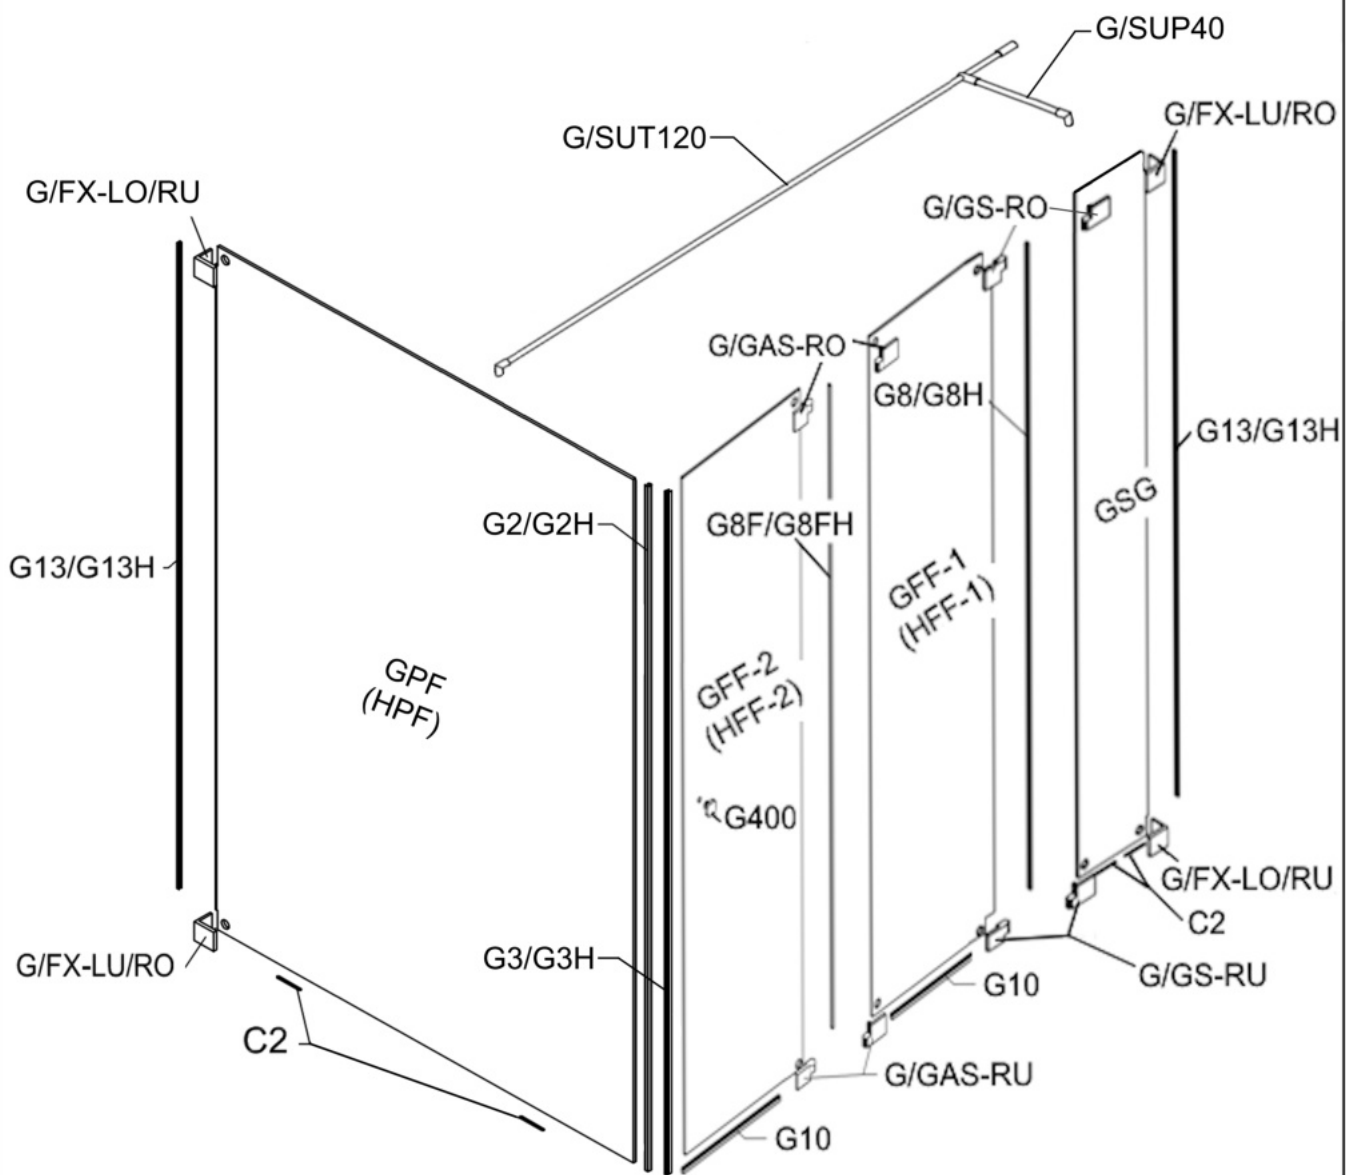 G/SUP40
G/FX-LU/RO
G/SUT120
G/FX-LO/RU
G/GS-RO
G/GAS-RO
G8/G8H
G13/G13H
GSG
G2/G2H
G8F/G8FH
G13/G13H
GFF-1
(HFF-1)
GPF
(HPF)
GFF-2
(HFF-2)
G400
G/FX-LO/RU
C2
G/FX-LU/RO
G3/G3H
G/GS-RU
G10
C2
G/GAS-RU
G10